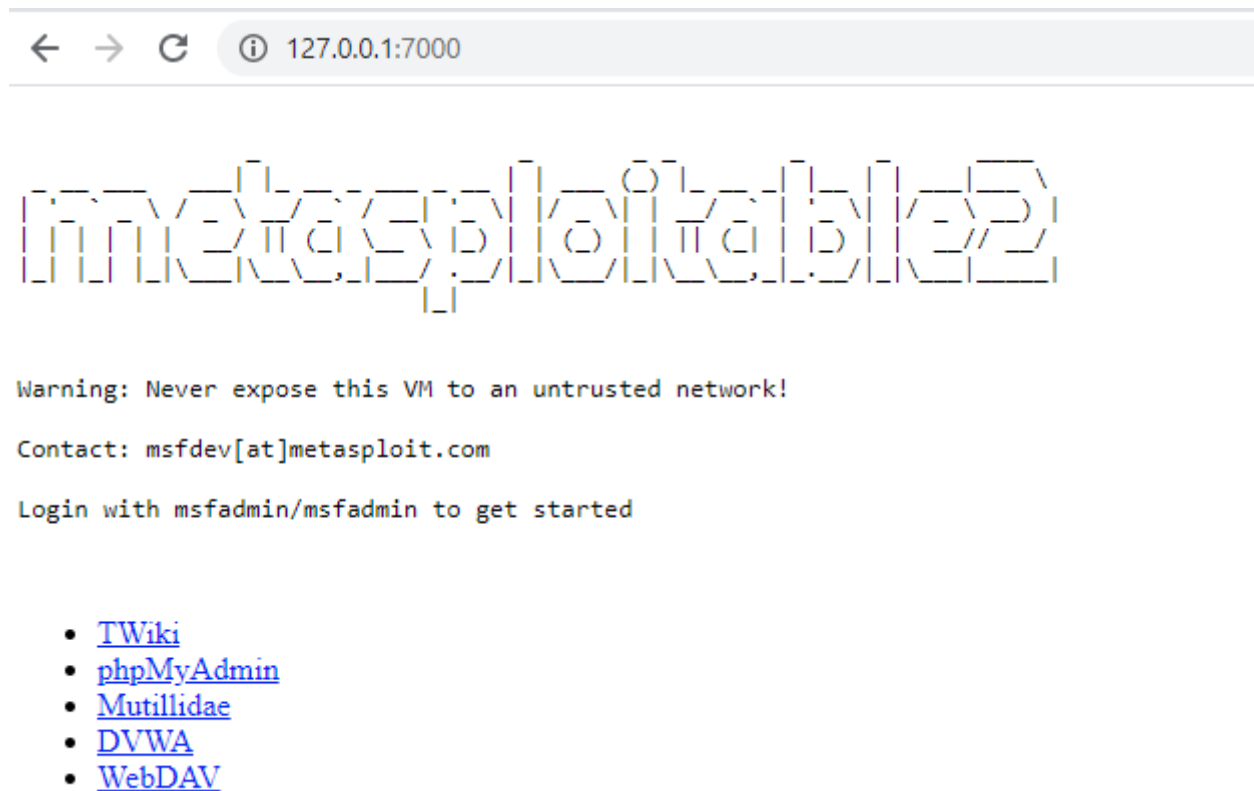 127.0.0.1:7000
metasploitable2
Warning: Never expose this VM to an untrusted network!
Contact: msfdev[at]metasploit.com
Login with msfadmin/msfadmin to get started
TWiki
phpMyAdmin
Mutillidae
DVWA
WebDAV